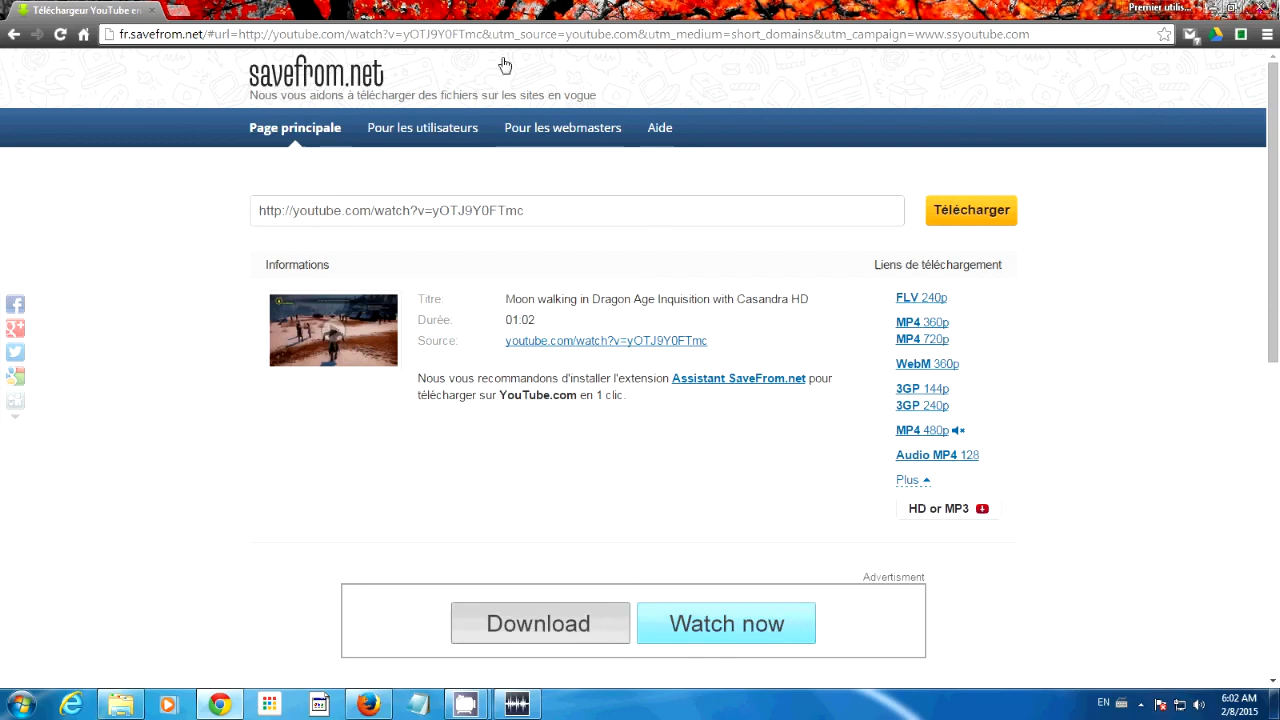 Téléchargeur YouTube en
Premier utilis...
fr.savefrom.net/#url=http://youtube.com/watch?v=yOTJ9Y0FTmc&utm_source=youtube.com&utm_medium=short_domains&utm_campaign=www.ssyoutube.com
savefrom.net
Nous vous aidons à télécharger des fichiers sur les sites en vogue
Page principale Pour les utilisateurs Pour les webmasters Aide
http://youtube.com/watch?v=yOTJ9Y0FTmc Télécharger
Informations Liens de téléchargement
Titre: Moon walking in Dragon Age Inquisition with Casandra HD
Durée: 01:02
Source: youtube.com/watch?v=yOTJ9Y0FTmc
Nous vous recommandons d'installer l'extension Assistant SaveFrom.net pour
télécharger sur YouTube.com en 1 clic.
FLV 240p
MP4 360p
MP4 720p
WebM 360p
3GP 144p
3GP 240p
MP4 480p
Audio MP4 128
Plus
HD or MP3
Advertisment
Download Watch now
EN
6:02 AM
2/8/2015